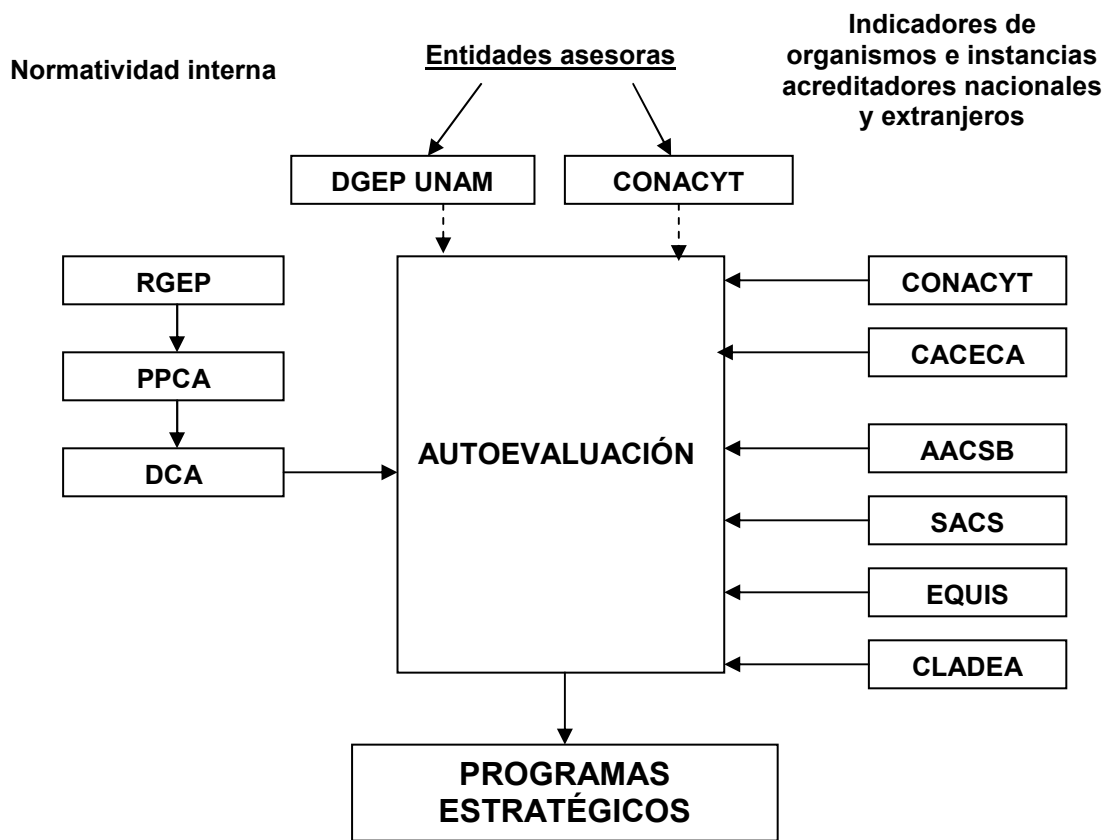 Normatividad interna
Entidades asesoras
Indicadores de
organismos e instancias
acreditadores nacionales
y extranjeros
DGEP UNAM
CONACYT
RGEP
PPCA
DCA
AUTOEVALUACIÓN
CONACYT
CACECA
AACSB
SACS
EQUIS
CLADEA
PROGRAMAS
ESTRATÉGICOS